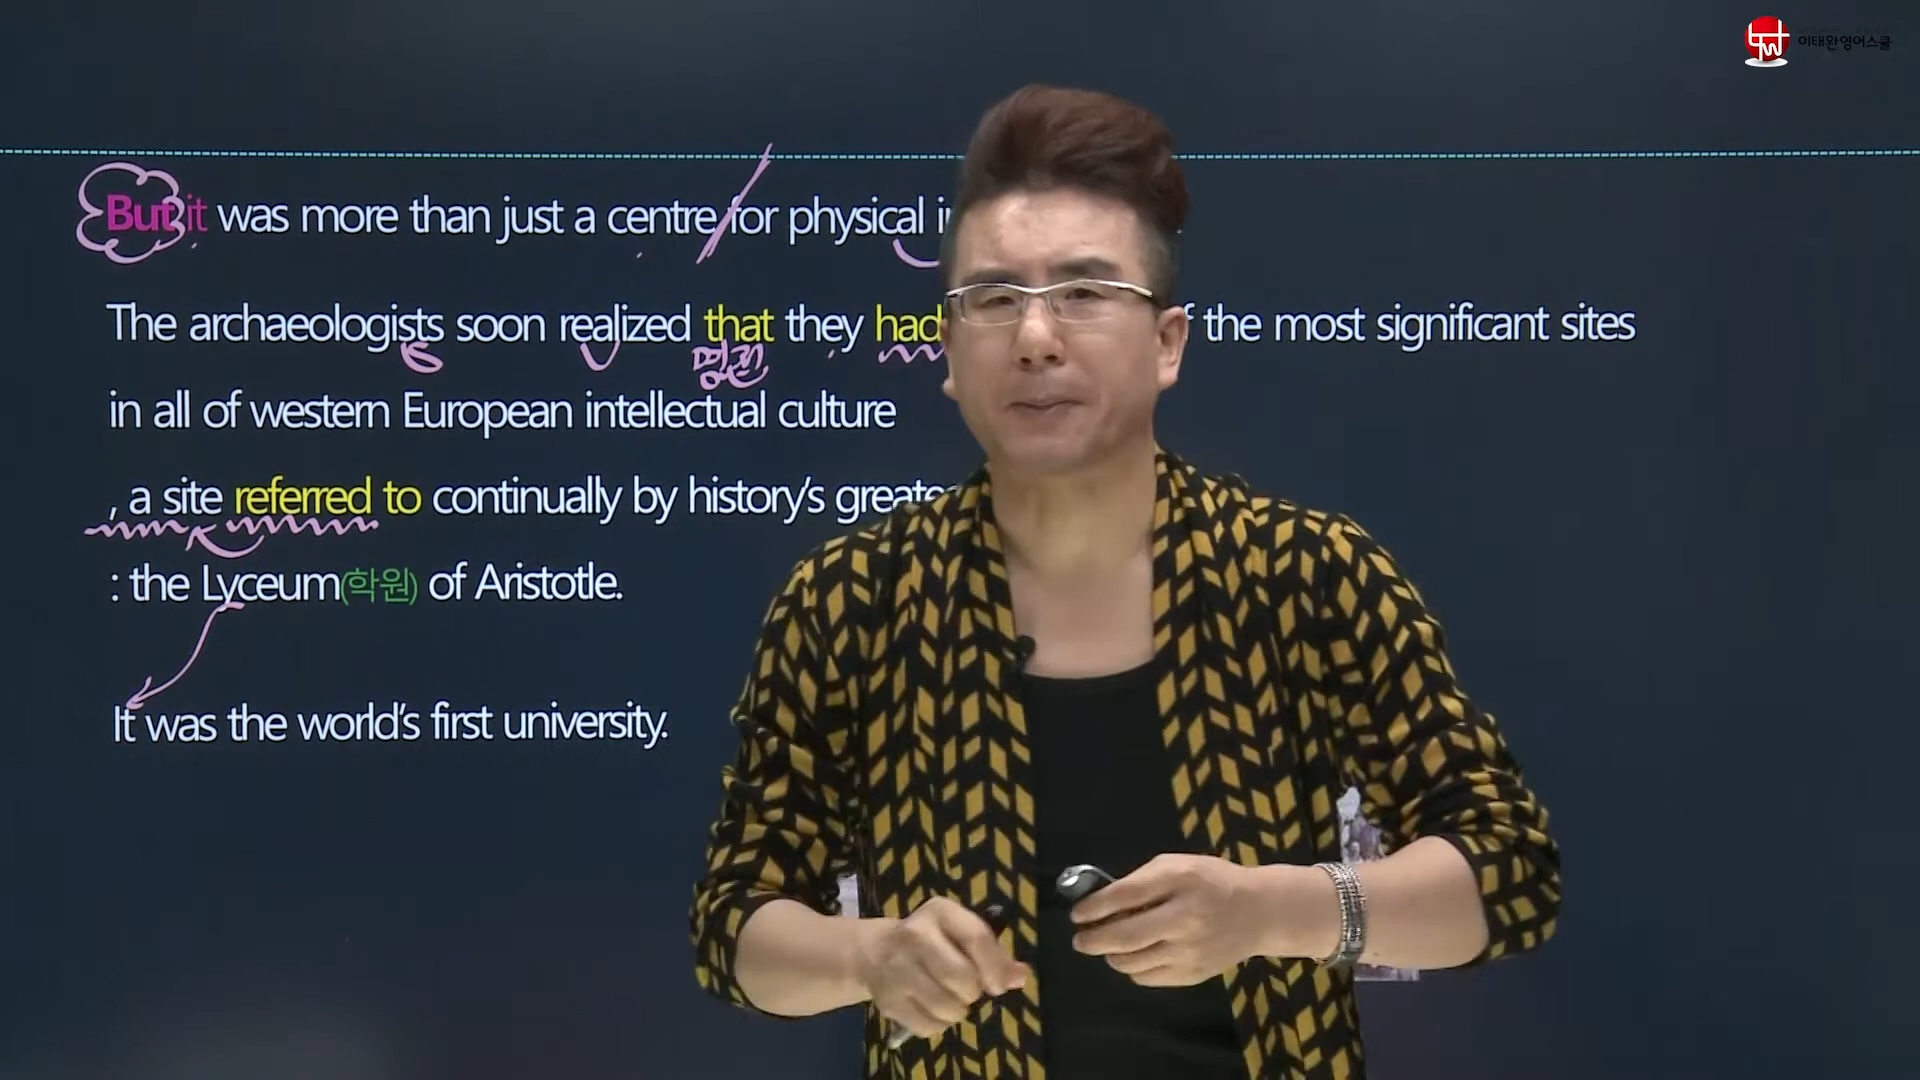 이태완영어스쿨
But it was more than just a centre for physical
The archaeologists soon realized that they had
the most significant sites
명접
in all of western European intellectual culture
, a site referred to continually by history's
: the Lyceum(학원) of Aristotle.
It was the world's first university.